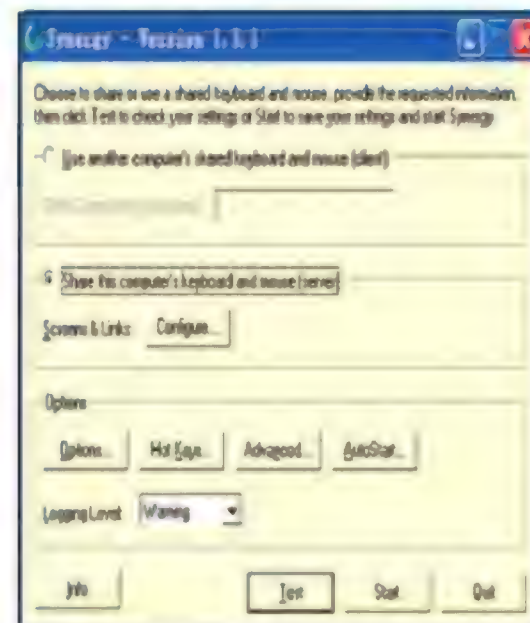 Synergy - Version 1.3.1
Choose to share or use a shared keyboard and mouse, provide the requested information,
then click Test to check your settings or Start to save your settings and start Synergy.
Use another computer's shared keyboard and mouse (client)
Share this computer's keyboard and mouse (server)
Screens & Links: Configure...
Options
Options... Hot Keys... Advanced... AutoStart...
Logging Level: Warning
Info Test Start Quit